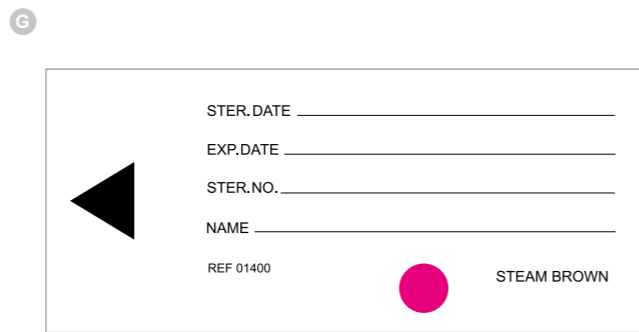 G
STER.DATE
EXP.DATE
STER.NO.
NAME
REF 01400
STEAM BROWN